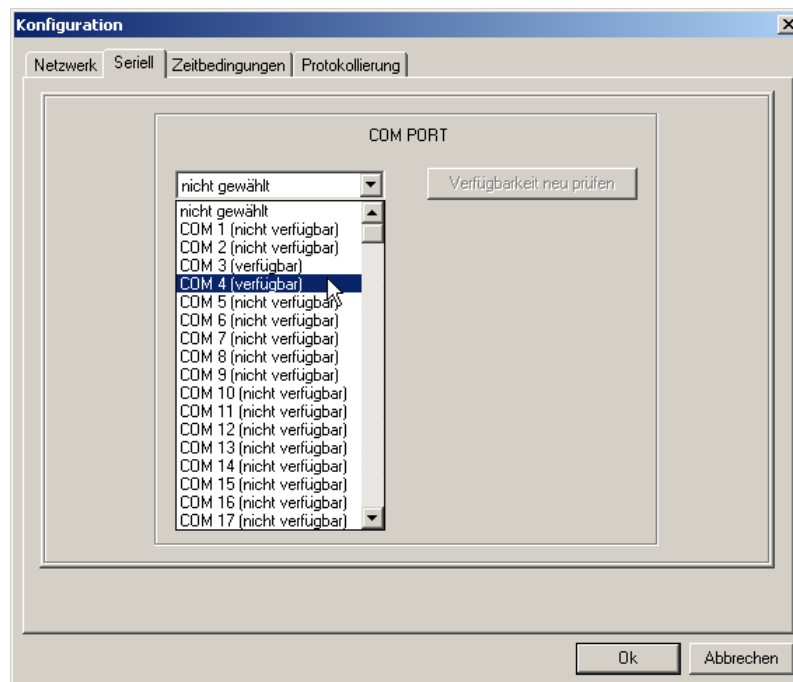 Konfiguration
Netzwerk Seriell Zeitbedingungen Protokollierung
COM PORT
nicht gewählt Verfügbarkeit neu prüfen
nicht gewählt
COM 1 (nicht verfügbar)
COM 2 (nicht verfügbar)
COM 3 (verfügbar)
COM 4 (verfügbar)
COM 5 (nicht verfügbar)
COM 6 (nicht verfügbar)
COM 7 (nicht verfügbar)
COM 8 (nicht verfügbar)
COM 9 (nicht verfügbar)
COM 10 (nicht verfügbar)
COM 11 (nicht verfügbar)
COM 12 (nicht verfügbar)
COM 13 (nicht verfügbar)
COM 14 (nicht verfügbar)
COM 15 (nicht verfügbar)
COM 16 (nicht verfügbar)
COM 17 (nicht verfügbar)
Ok Abbrechen